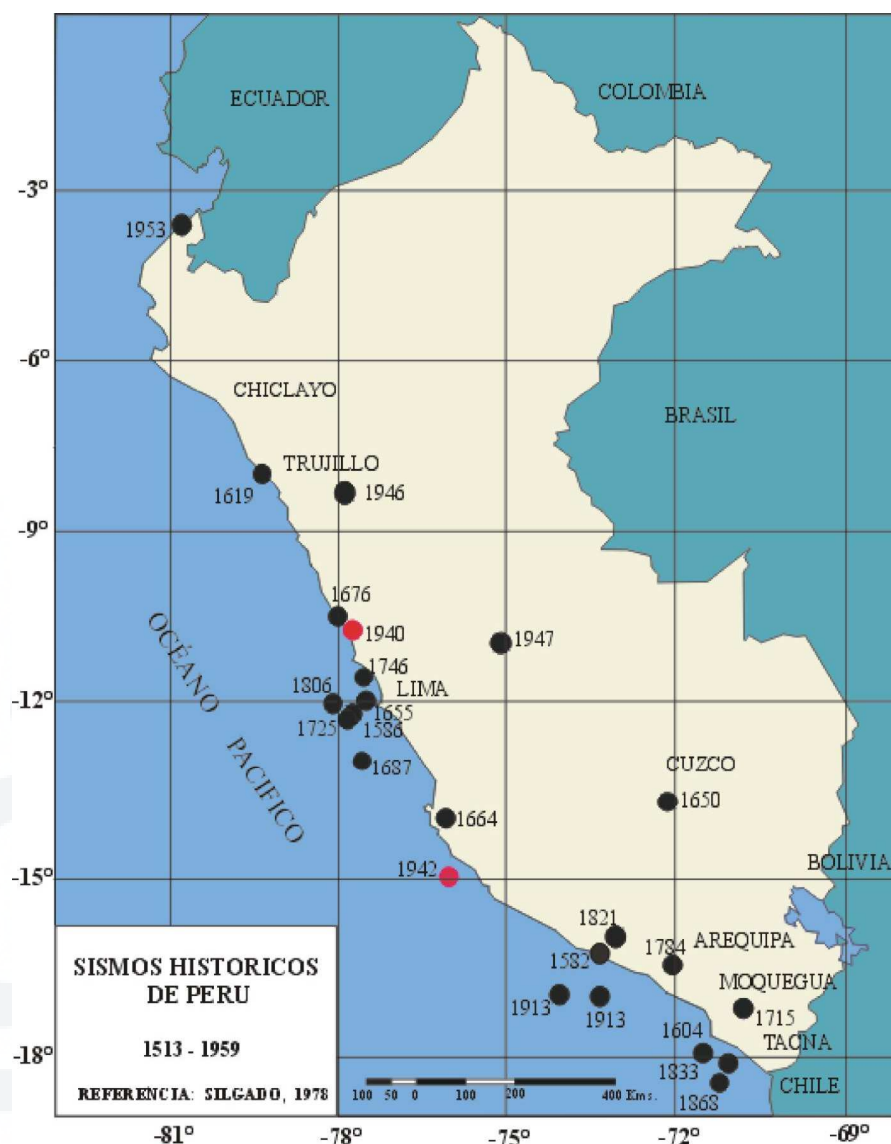 ECUADOR
COLOMBIA
-3°
1953
-6°
CHICLAYO
BRASIL
TRUJILLO
1619
1946
-9°
1676
1940
1947
OCÉANO PACIFICO
1746
1806
LIMA
-12°
1655
1725
1586
1687
CUZCO
1650
1664
BOLIVIA
1942
-15°
1821
1784
AREQUIPA
1582
MOQUEGUA
1913
1913
1715
1604
TACNA
-18°
1833
CHILE
1868
SISMOS HISTORICOS
DE PERU
1513 - 1959
REFERENCIA: SILGADO, 1978
100 50 0 100 200 400 Kms.
-81° -78° -75° -72° -69°